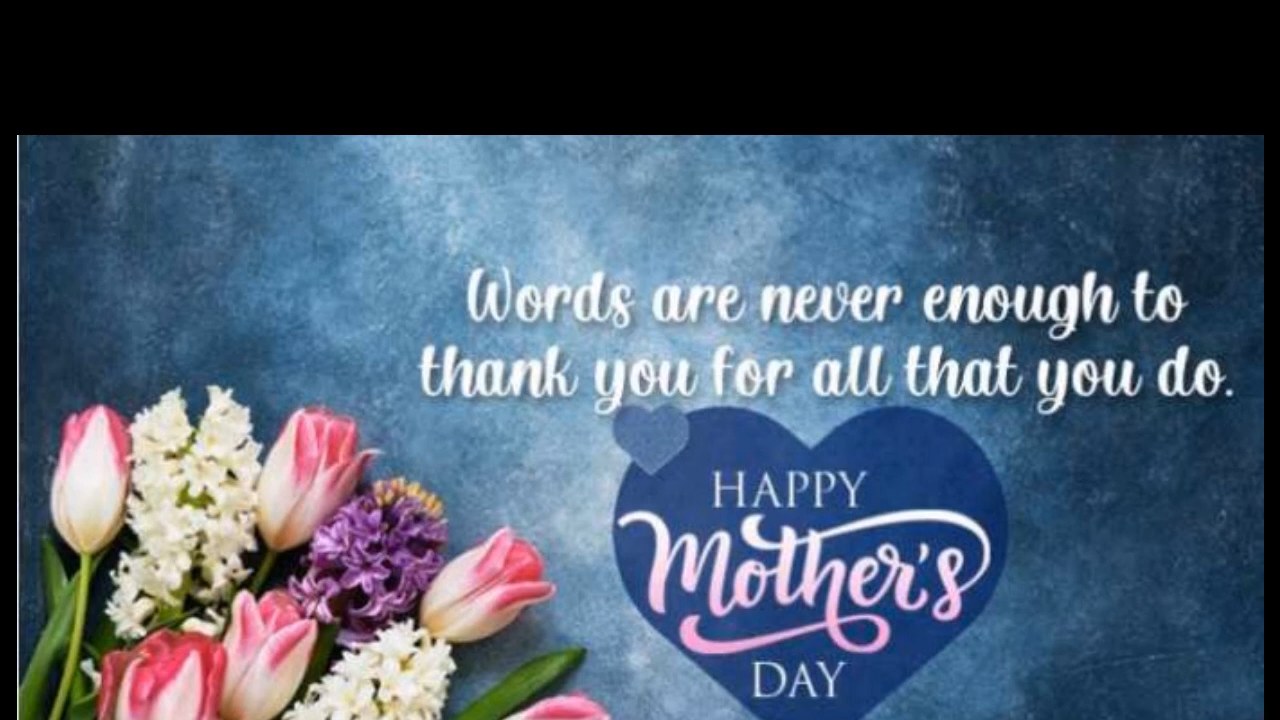 Words are never enough to
thank you for all that you do.
HAPPY
Mother's
DAY